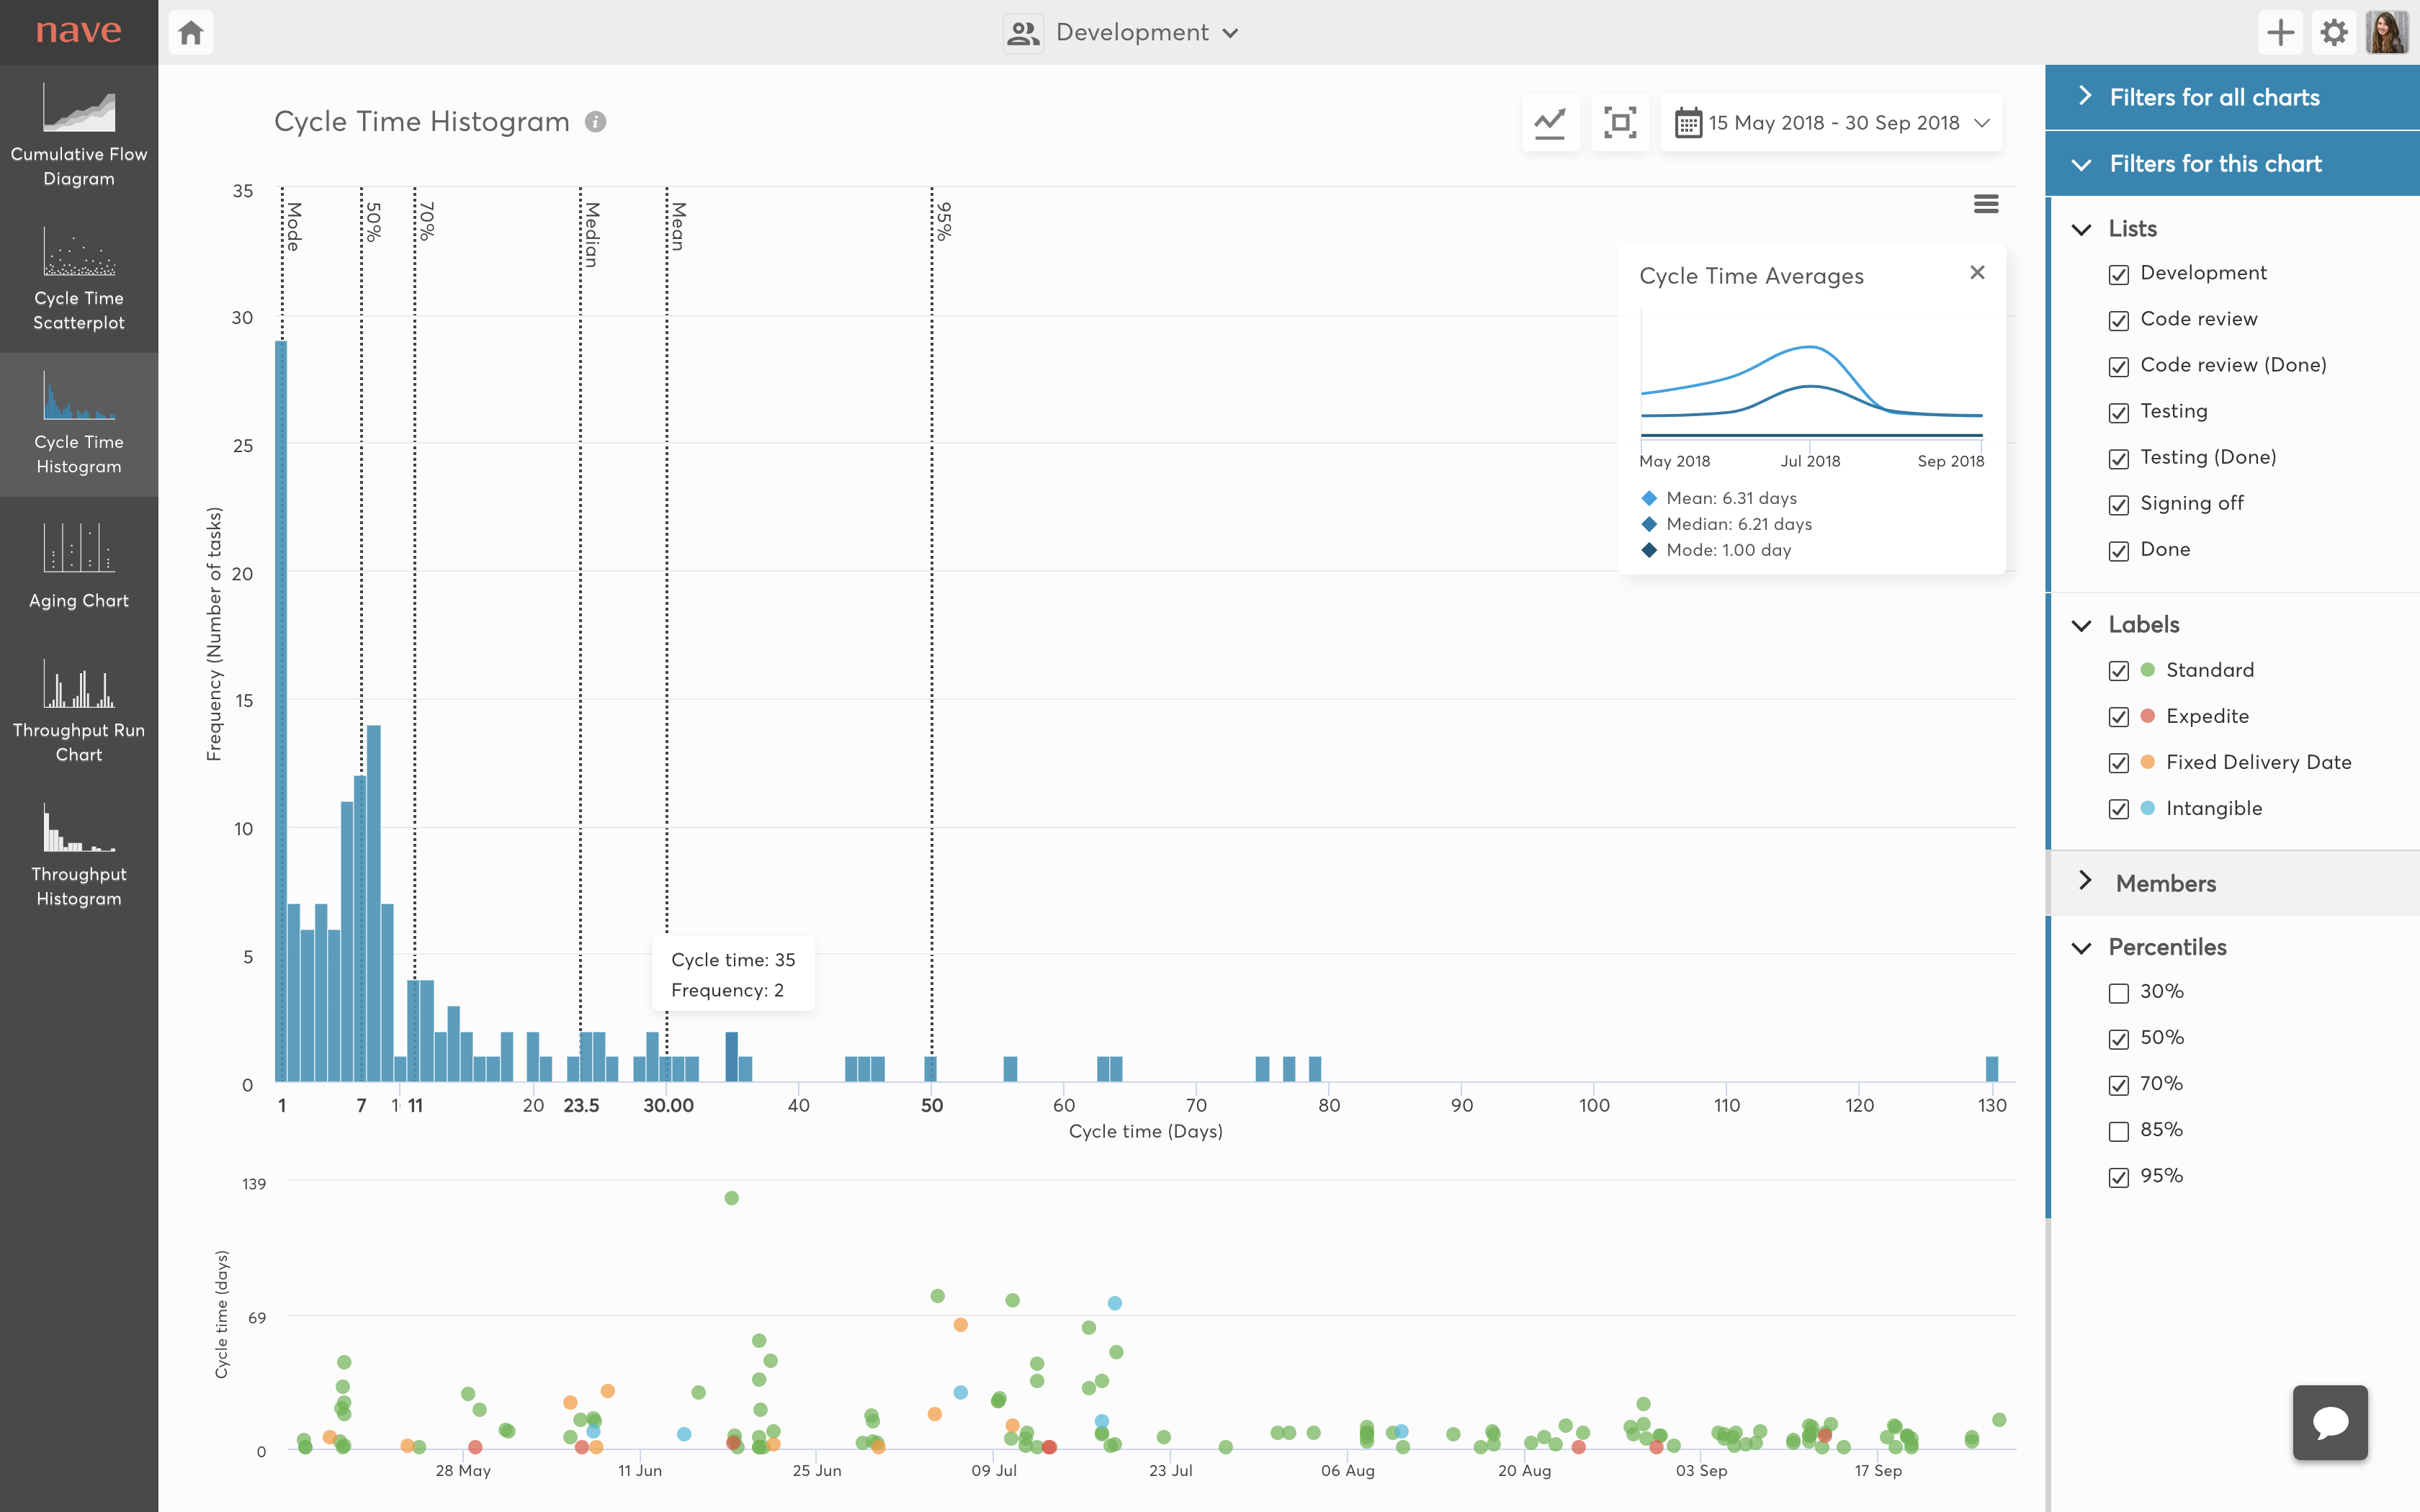 nave
Development
Cumulative Flow
Diagram
Cycle Time
Scatterplot
Cycle Time
Histogram
Aging Chart
Throughput Run
Chart
Throughput
Histogram
Cycle Time Histogram
i
15 May 2018 - 30 Sep 2018
Frequency (Number of tasks)
35
30
25
20
15
10
5
0
Mode
50%
70%
Median
Mean
95%
Cycle Time Averages
May 2018
Jul 2018
Sep 2018
Mean: 6.31 days
Median: 6.21 days
Mode: 1.00 day
Cycle time: 35
Frequency: 2
1
7
11
20
23.5
30.00
40
50
60
70
80
90
100
110
120
130
Cycle time (Days)
Cycle time (days)
139
69
0
28 May
11 Jun
25 Jun
09 Jul
23 Jul
06 Aug
20 Aug
03 Sep
17 Sep
Filters for all charts
Filters for this chart
Lists
Development
Code review
Code review (Done)
Testing
Testing (Done)
Signing off
Done
Labels
Standard
Expedite
Fixed Delivery Date
Intangible
Members
Percentiles
30%
50%
70%
85%
95%